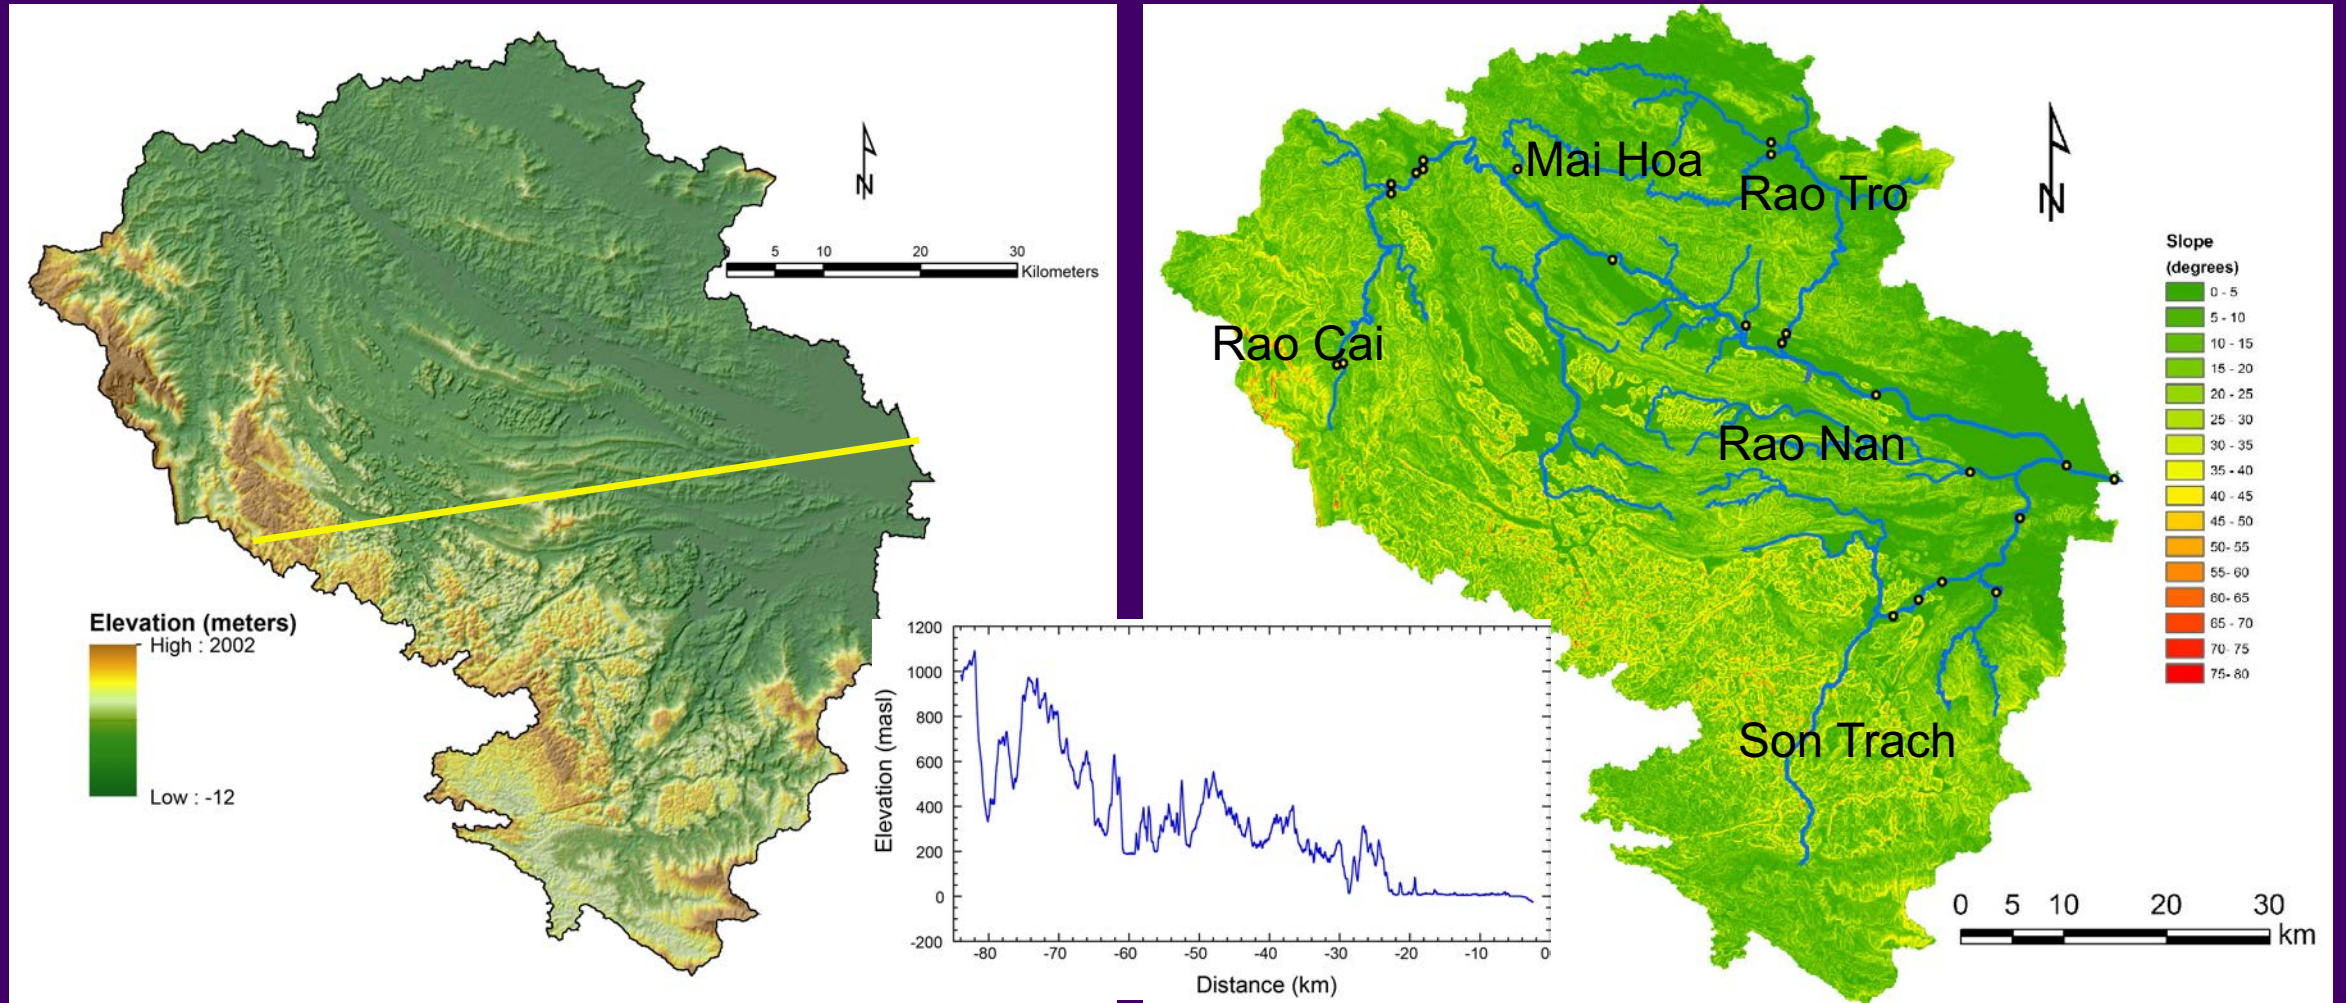 N
5 10 20 30
Kilometers
Elevation (meters)
High : 2002
Low : -12
Mai Hoa
Rao Tro
Rao Cai
Rao Nan
Son Trach
N
Slope
(degrees)
0 - 5
5 - 10
10 - 15
15 - 20
20 - 25
25 - 30
30 - 35
35 - 40
40 - 45
45 - 50
50- 55
55- 60
60- 65
65 - 70
70- 75
75- 80
0 5 10 20 30
km
Elevation (masl)
1200
1000
800
600
400
200
0
-200
-80 -70 -60 -50 -40 -30 -20 -10 0
Distance (km)